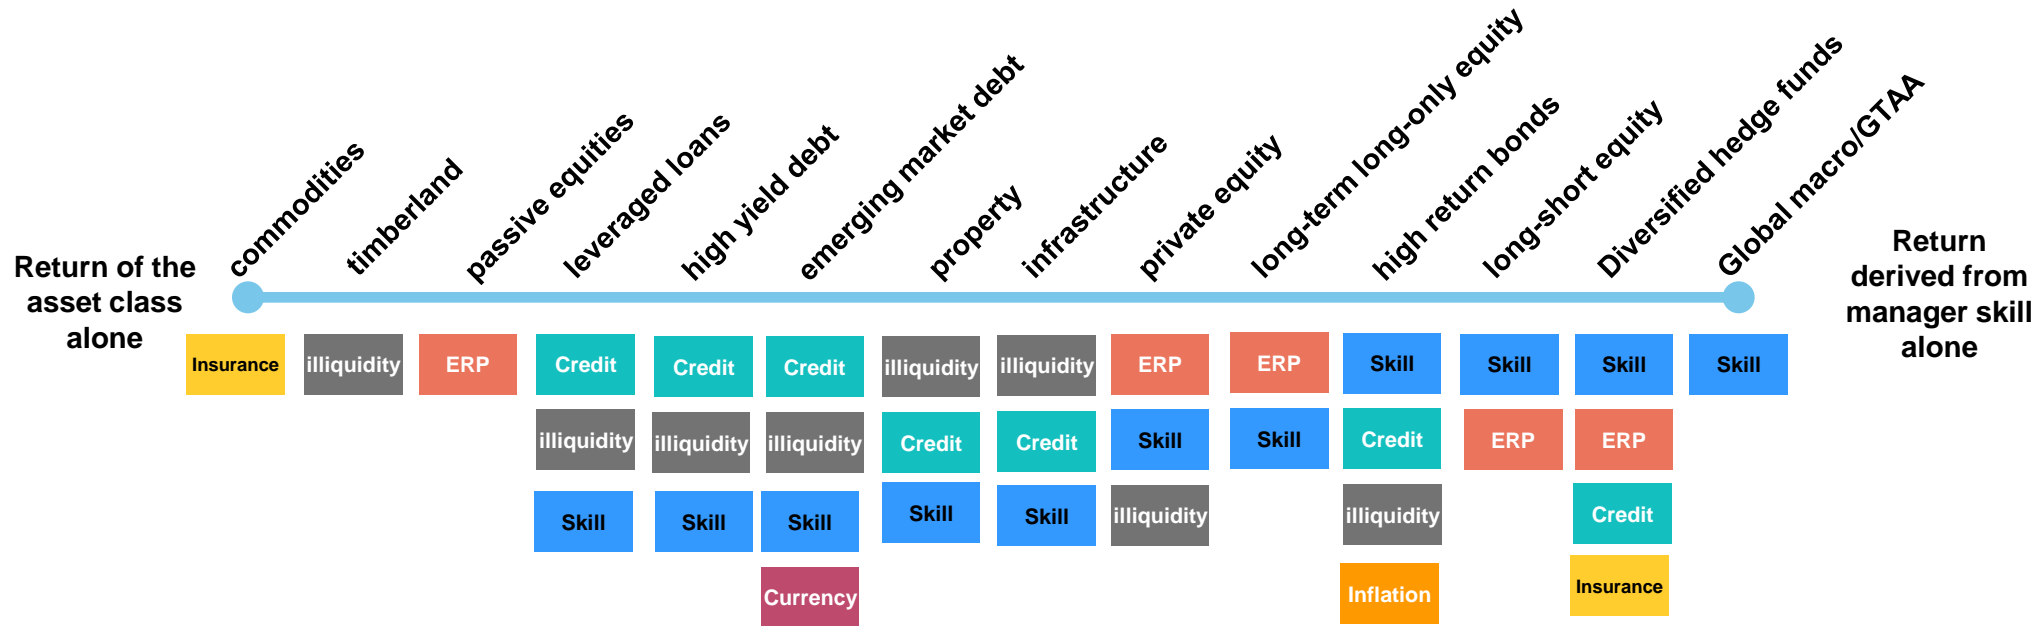 commodities
timberland
passive equities
leveraged loans
high yield debt
emerging market debt
property
infrastructure
private equity
long-term long-only equity
high return bonds
long-short equity
Diversified hedge funds
Global macro/GTAA
Return of the
asset class
alone
Return
derived from
manager skill
alone
Insurance
illiquidity
ERP
Credit
Credit
Credit
illiquidity
illiquidity
ERP
ERP
Skill
Skill
Skill
Skill
illiquidity
illiquidity
illiquidity
Credit
Credit
Skill
Skill
Credit
ERP
ERP
Skill
Skill
Skill
Skill
Skill
illiquidity
illiquidity
Credit
Currency
Inflation
Insurance